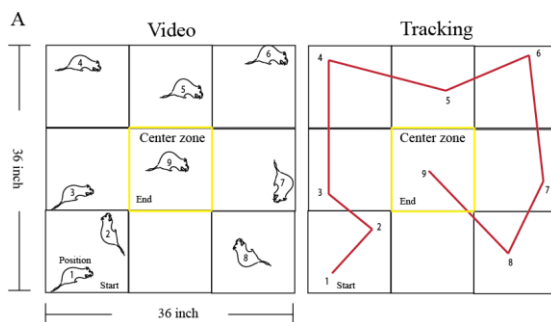 A
Video
Tracking
36 inch
4
5
6
Center zone
9
End
3
7
2
8
Position
1
Start
36 inch
4
5
6
Center zone
9
End
3
7
2
8
1
Start